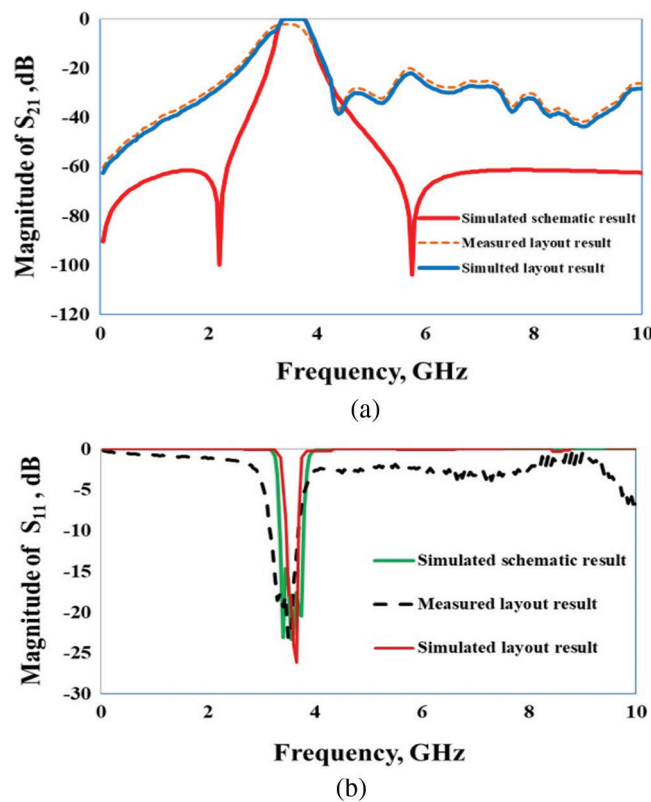 0
-20
-40
-60
-80
-100
-120
Magnitude of S21 ,dB
Simulated schematic result
Measured layout result
Simulted layout result
0 2 4 6 8 10
Frequency, GHz
(a)
0
-5
-10
-15
-20
-25
-30
Magnitude of S11 , dB
Simulated schematic result
Measured layout result
Simulated layout result
0 2 4 6 8 10
Frequency, GHz
(b)